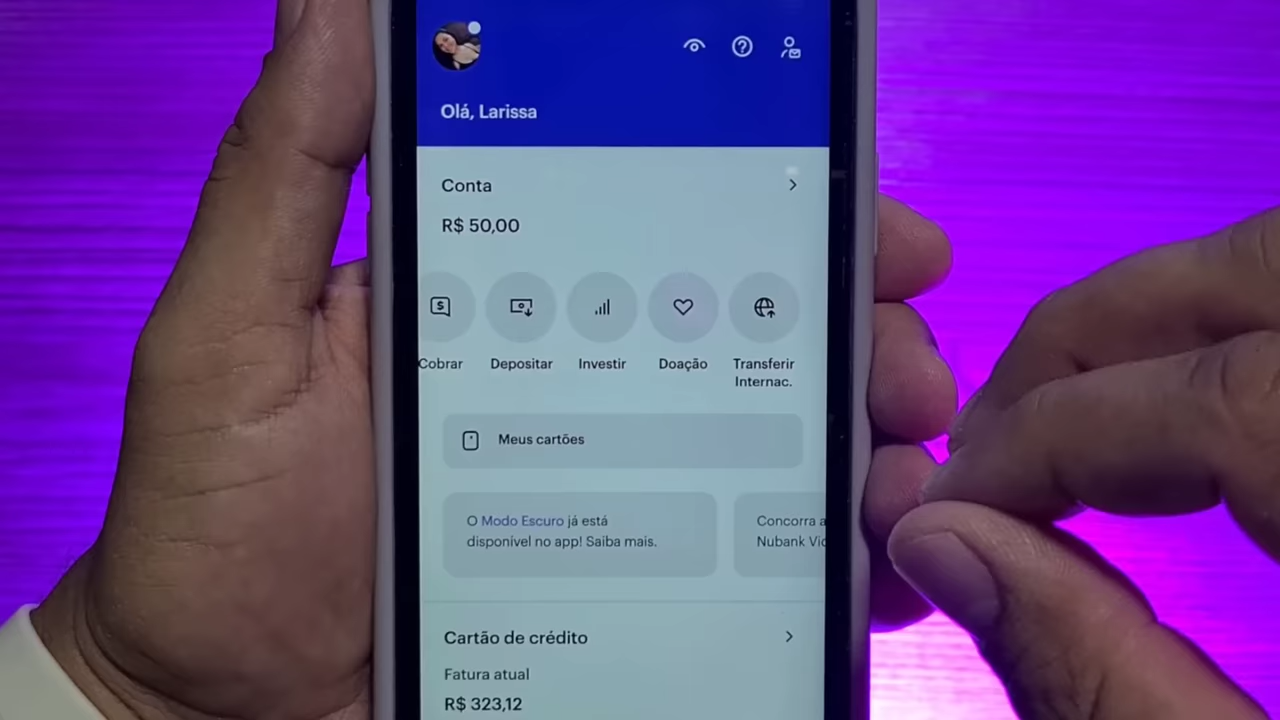 Olá, Larissa
Conta
R$ 50,00
Cobrar
Depositar
Investir
Doação
Transferir
Internac.
Meus cartões
O Modo Escuro já está
disponível no app! Saiba mais.
Concorra a
Nubank
Cartão de crédito
Fatura atual
R$ 323,12